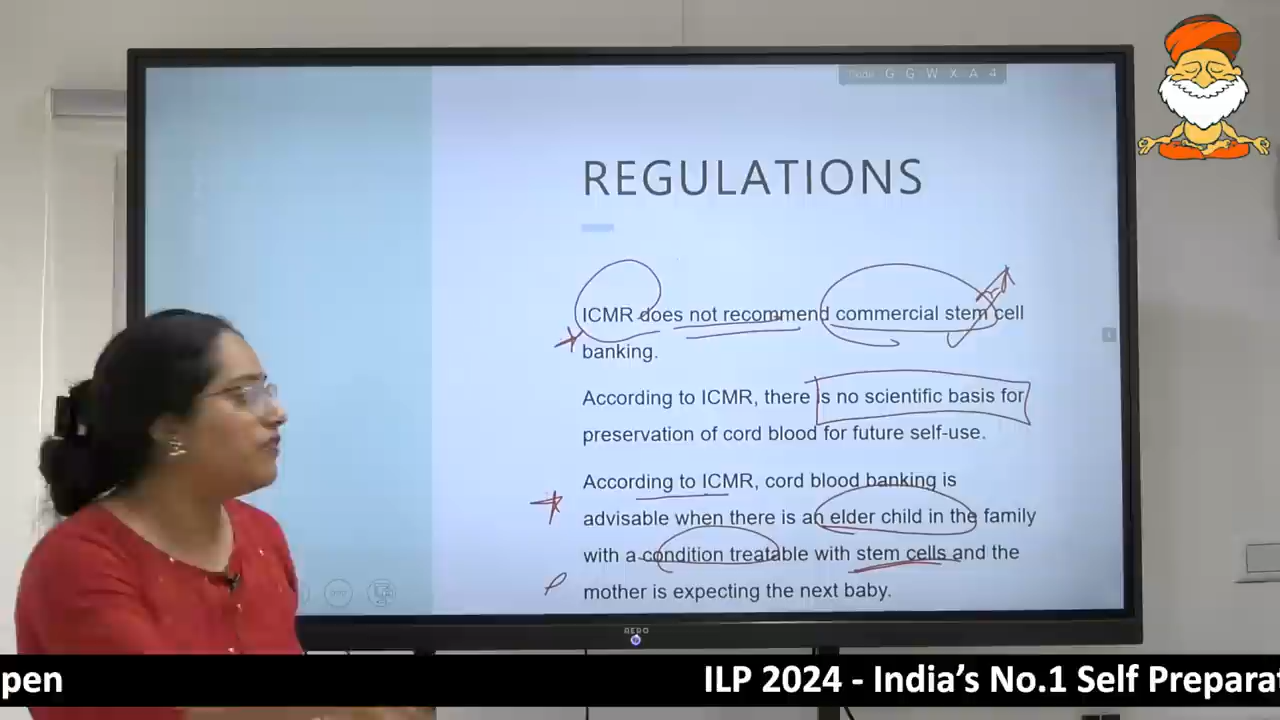 G G W X A 4
REGULATIONS
ICMR does not recommend commercial stem cell
banking.
According to ICMR, there is no scientific basis for
preservation of cord blood for future self-use.
According to ICMR, cord blood banking is
advisable when there is an elder child in the family
with a condition treatable with stem cells and the
mother is expecting the next baby.
pen
ILP 2024 - India’s No.1 Self Preparat